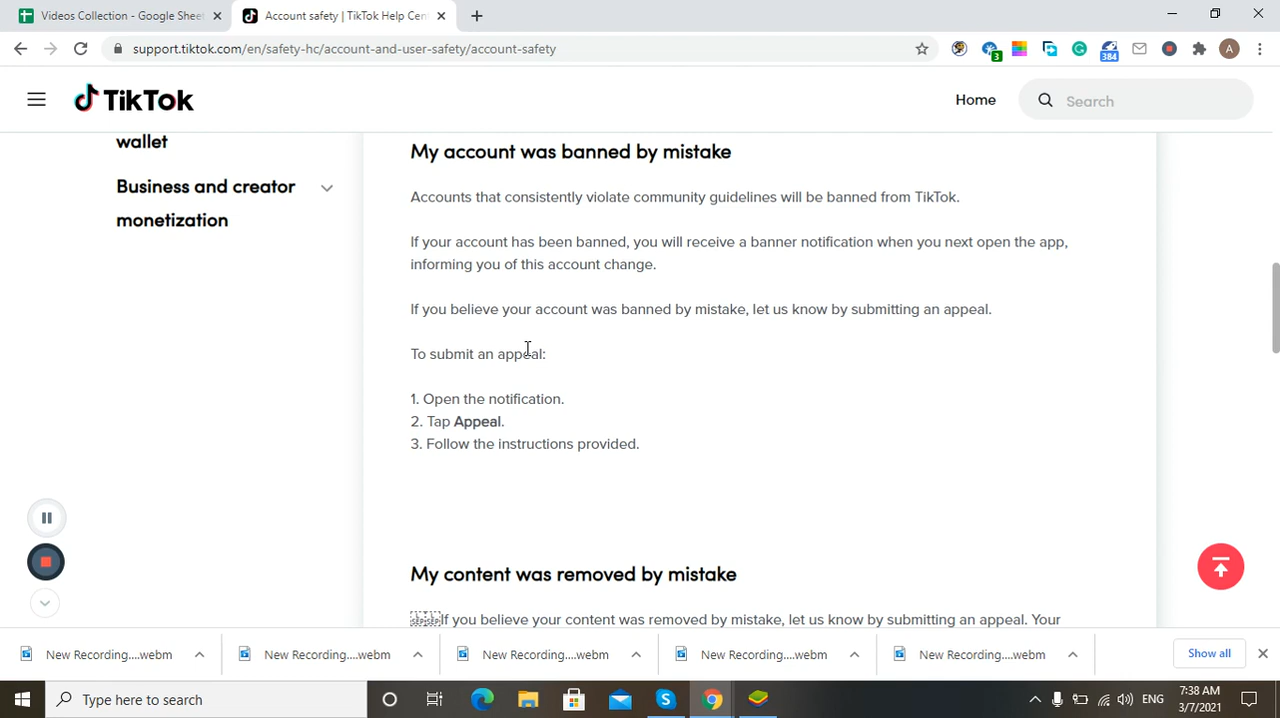 Videos Collection - Google Sheet
Account safety | TikTok Help Cen
support.tiktok.com/en/safety-hc/account-and-user-safety/account-safety
3
384
A
TikTok
Home
Search
wallet
Business and creator
monetization
My account was banned by mistake
Accounts that consistently violate community guidelines will be banned from TikTok.
If your account has been banned, you will receive a banner notification when you next open the app,
informing you of this account change.
If you believe your account was banned by mistake, let us know by submitting an appeal.
To submit an appeal:
1. Open the notification.
2. Tap Appeal.
3. Follow the instructions provided.
My content was removed by mistake
If you believe your content was removed by mistake, let us know by submitting an appeal. Your
New Recording....webm
New Recording....webm
New Recording....webm
New Recording....webm
New Recording....webm
Show all
Type here to search
ENG
7:38 AM
3/7/2021